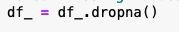 df_ = df_.dropna()